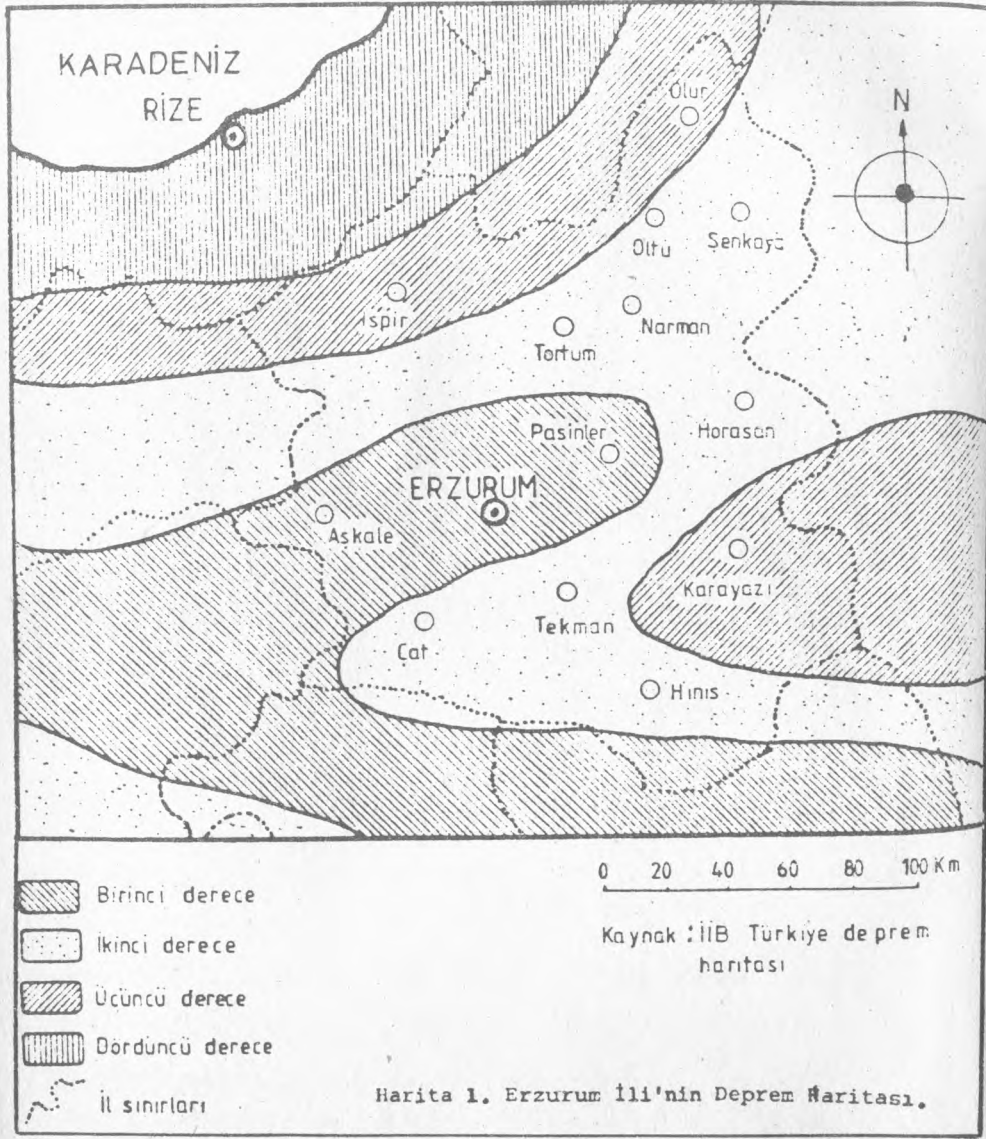 KARADENİZ
RİZE
Olur
N
Oltu
Şenkaya
İspir
Narman
Tortum
Pasinler
Horasan
ERZURUM
Aşkale
Karayazı
Tekman
Çat
Hınıs
Birinci derece
İkinci derece
Üçüncü derece
Dördüncü derece
İl sınırları
0 20 40 60 80 100 Km
Kaynak : İİB Türkiye deprem
haritası
Harita 1. Erzurum İli'nin Deprem Haritası.